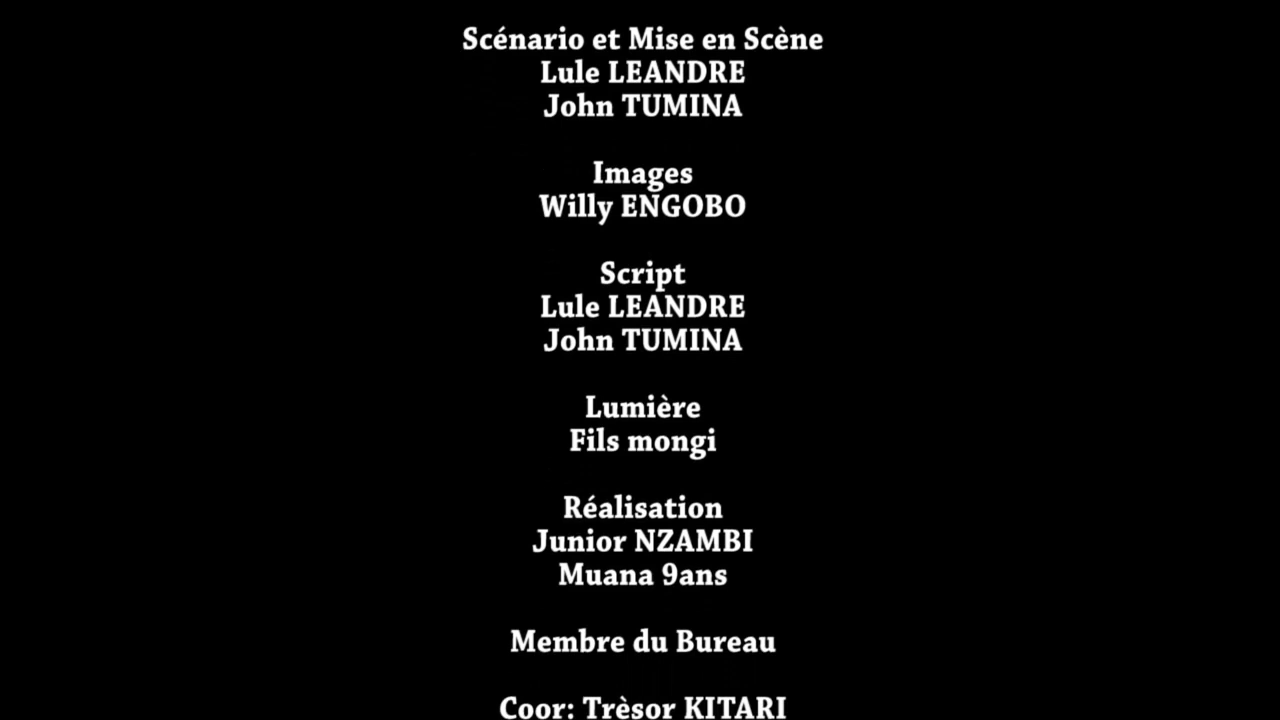 Scénario et Mise en Scène
Lule LEANDRE
John TUMINA
Images
Willy ENGOBO
Script
Lule LEANDRE
John TUMINA
Lumière
Fils mongi
Réalisation
Junior NZAMBI
Muana 9ans
Membre du Bureau
Coor: Trèsor KITARI